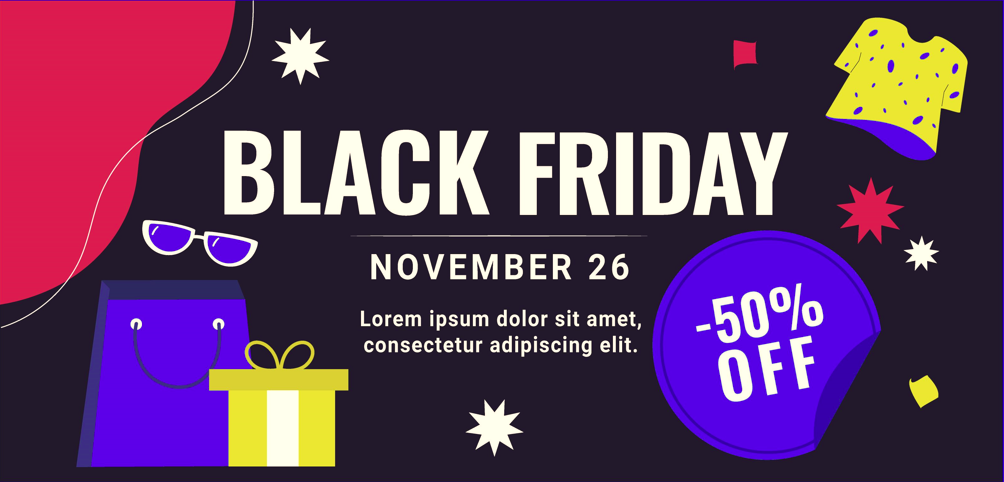 BLACK FRIDAY
NOVEMBER 26
Lorem ipsum dolor sit amet,
consectetur adipiscing elit.
-50%
OFF